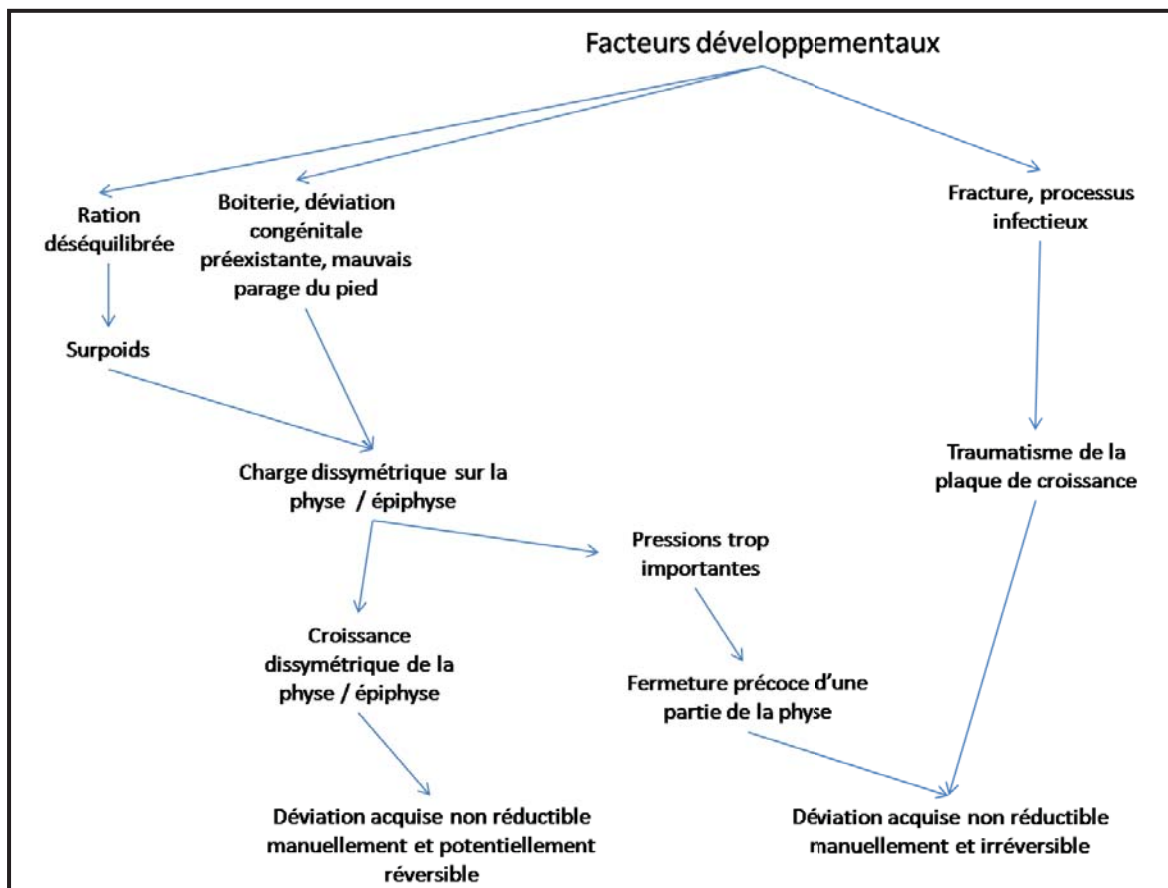 Facteurs développementaux
Ration
déséquilibrée
Boiterie, déviation
congénitale
préexistante, mauvais
parage du pied
Fracture, processus
infectieux
Surpoids
Charge dissymétrique sur la
physe / épiphyse
Traumatisme de la
plaque de croissance
Pressions trop
importantes
Croissance
dissymétrique de la
physe / épiphyse
Fermeture précoce d'une
partie de la physe
Déviation acquise non réductible
manuellement et potentiellement
réversible
Déviation acquise non réductible
manuellement et irréversible